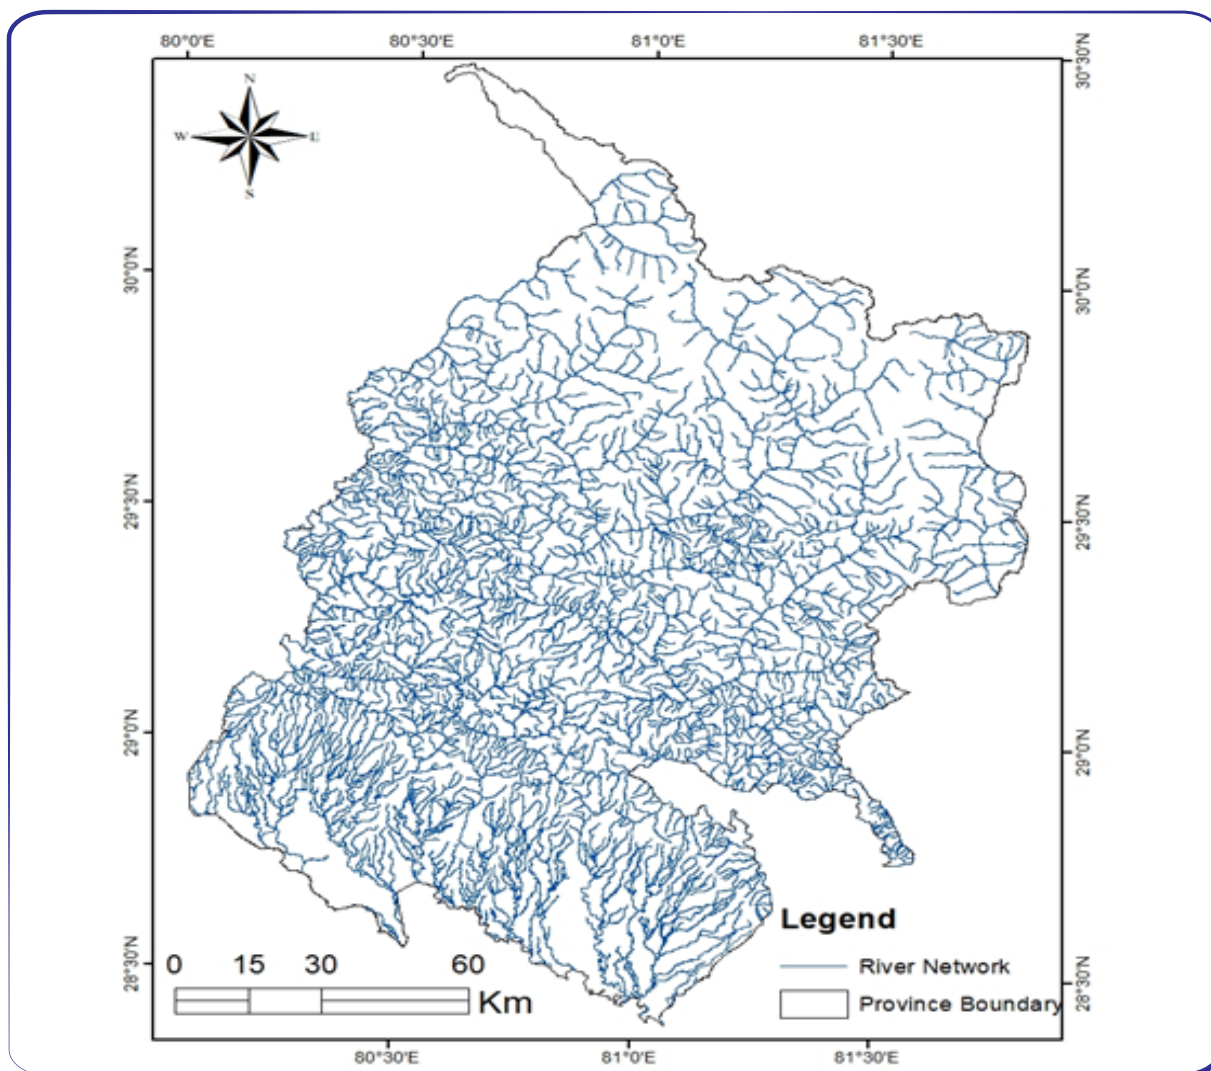 80°0'E 80°30'E 81°0'E 81°30'E
30°30'N
N
W E
S
30°0'N
30°0'N
29°30'N
29°30'N
29°0'N
29°0'N
Legend
0 15 30 60
Km
River Network
Province Boundary
28°30'N
28°30'N
80°30'E 81°0'E 81°30'E